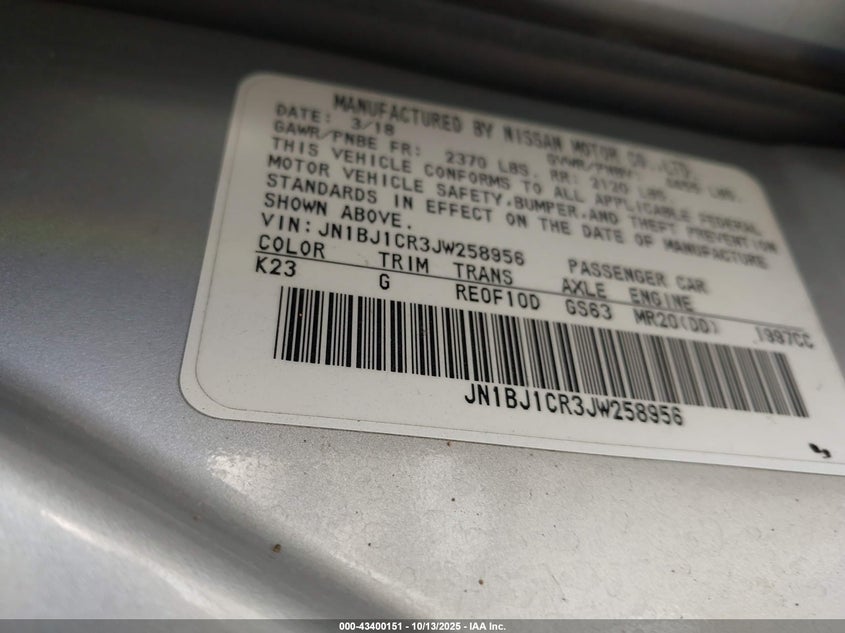 MANUFACTURED BY NISSAN MOTOR CO.,LTD.
DATE: 3/18 GVWR/PNBV:
GAWR/PNBE FR: 2370 LBS. RR: 2120 LBS.
THIS VEHICLE CONFORMS TO ALL APPLICABLE FEDERAL
MOTOR VEHICLE SAFETY,BUMPER,AND THEFT PREVENTION
STANDARDS IN EFFECT ON THE DATE OF MANUFACTURE
SHOWN ABOVE.
VIN: JN1BJ1CR3JW258956 PASSENGER CAR
COLOR TRIM TRANS AXLE ENGINE
K23 G RE0F10D GS63 MR20(DD) 1997CC
JN1BJ1CR3JW258956
000-43400151 - 10/13/2025 - IAA Inc.